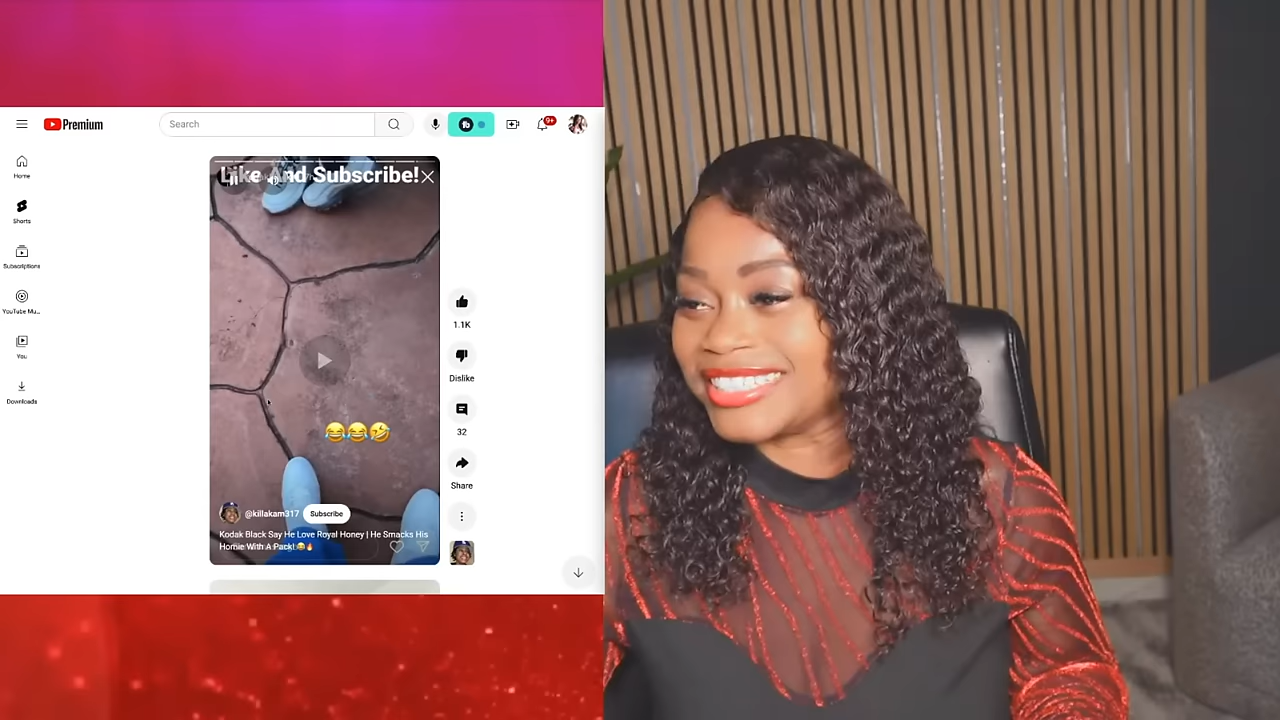 Premium
Search
9+
Home
Shorts
Subscriptions
YouTube Mu...
You
Downloads
Like And Subscribe!
1.1K
Dislike
32
Share
@killakam317 Subscribe
Kodak Black Say He Love Royal Honey | He Smacks His
Homie With A Pack! 😂🔥
😂😂🤣